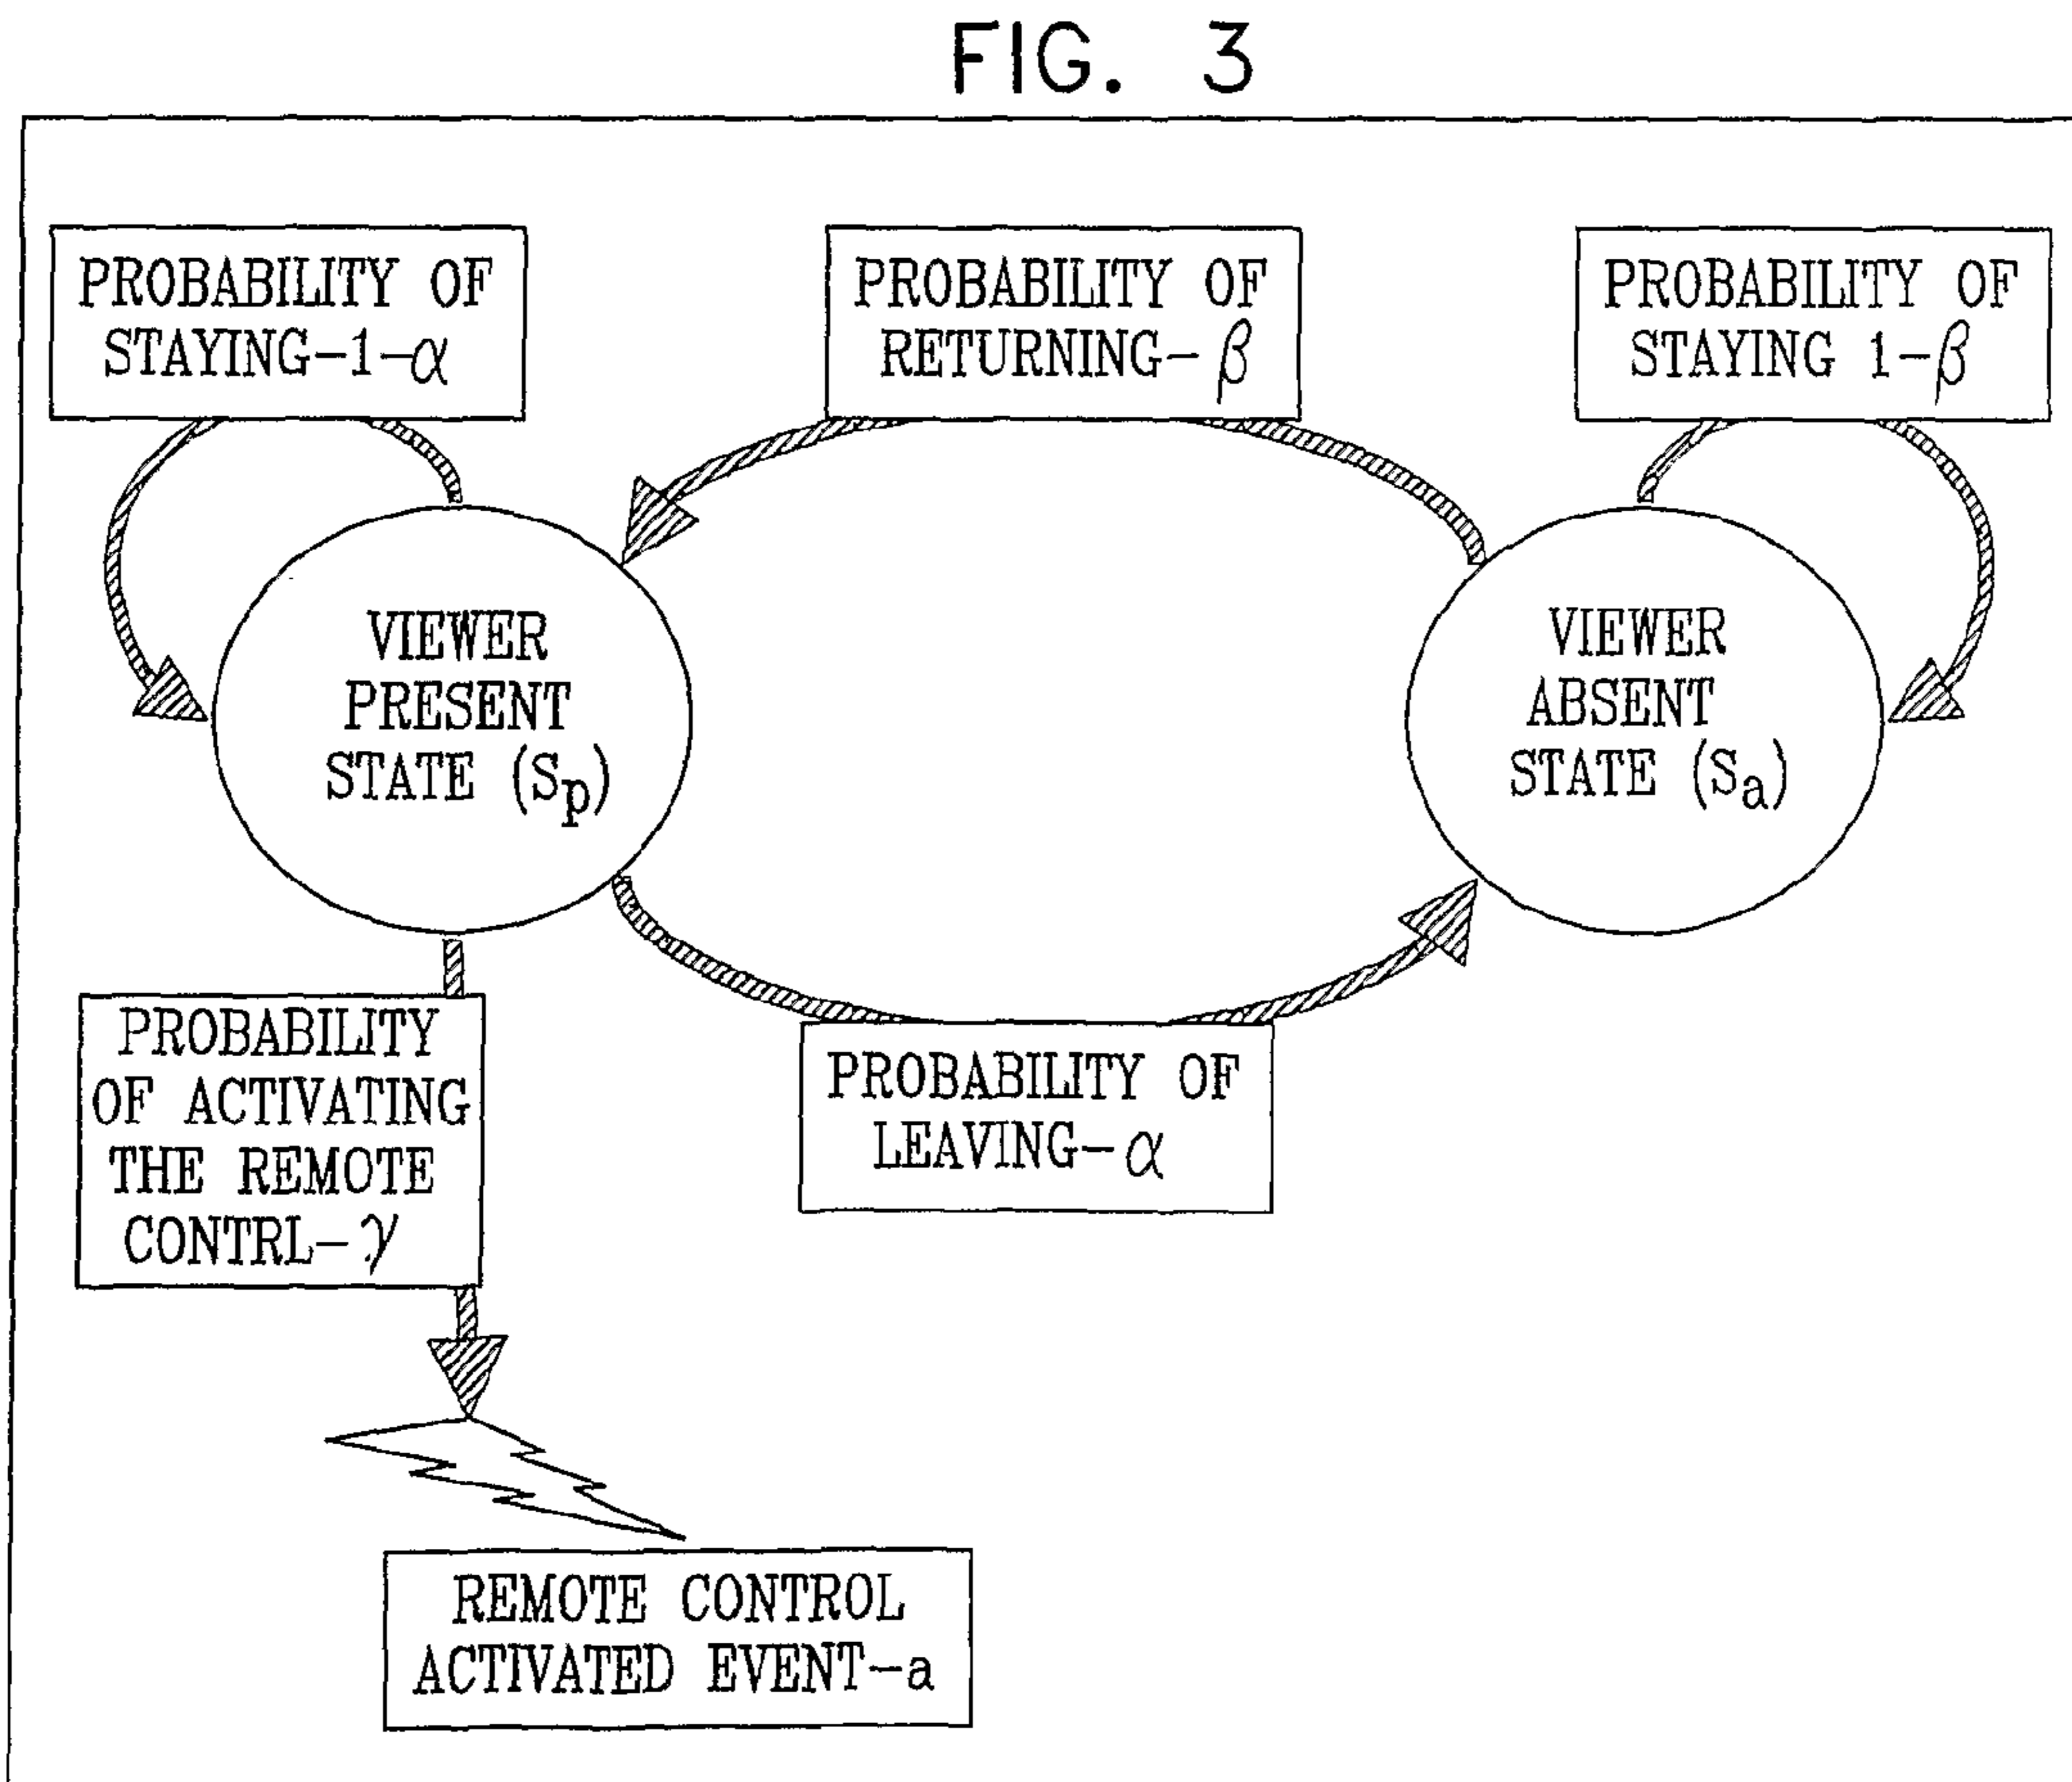 FIG. 3
PROBABILITY OF
STAYING-1-α
PROBABILITY OF
RETURNING-β
PROBABILITY OF
STAYING 1-β
VIEWER
PRESENT
STATE (Sp)
VIEWER
ABSENT
STATE (Sa)
PROBABILITY
OF ACTIVATING
THE REMOTE
CONTRL-γ
PROBABILITY OF
LEAVING-α
REMOTE CONTROL
ACTIVATED EVENT-a